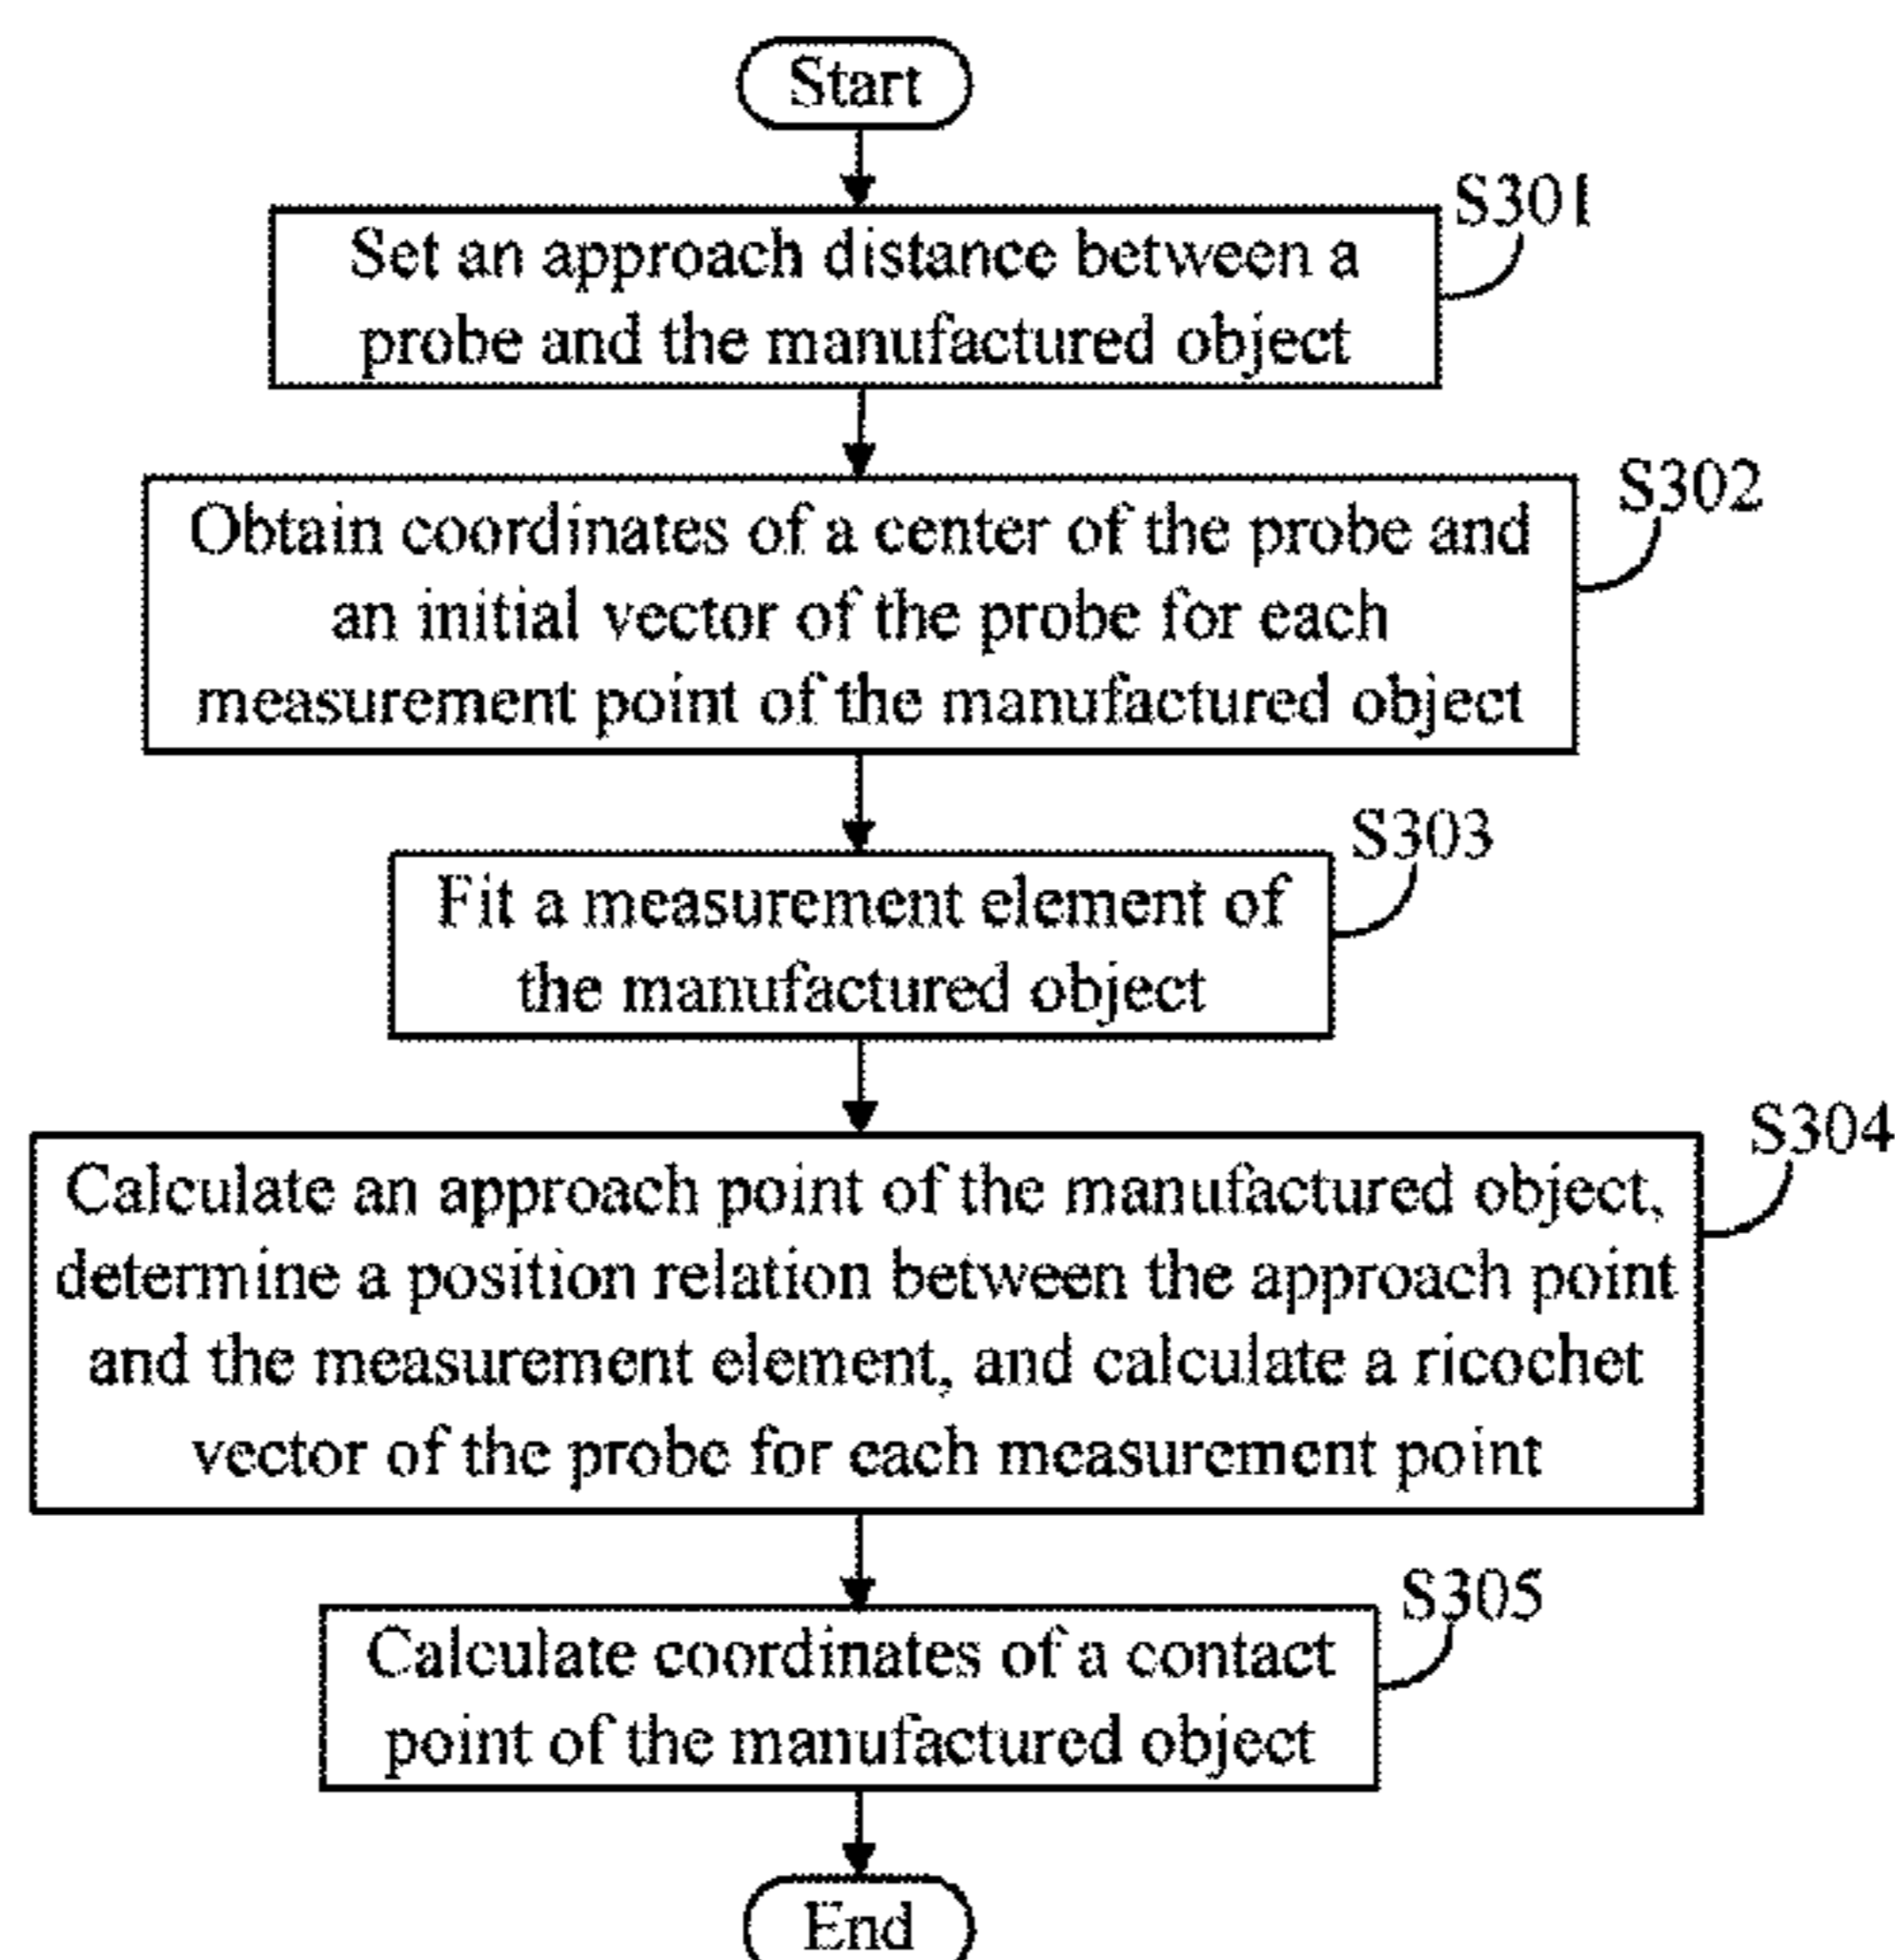 Start
S301
Set an approach distance between a
probe and the manufactured object
S302
Obtain coordinates of a center of the probe and
an initial vector of the probe for each
measurement point of the manufactured object
S303
Fit a measurement element of
the manufactured object
S304
Calculate an approach point of the manufactured object,
determine a position relation between the approach point
and the measurement element, and calculate a ricochet
vector of the probe for each measurement point
S305
Calculate coordinates of a contact
point of the manufactured object
End